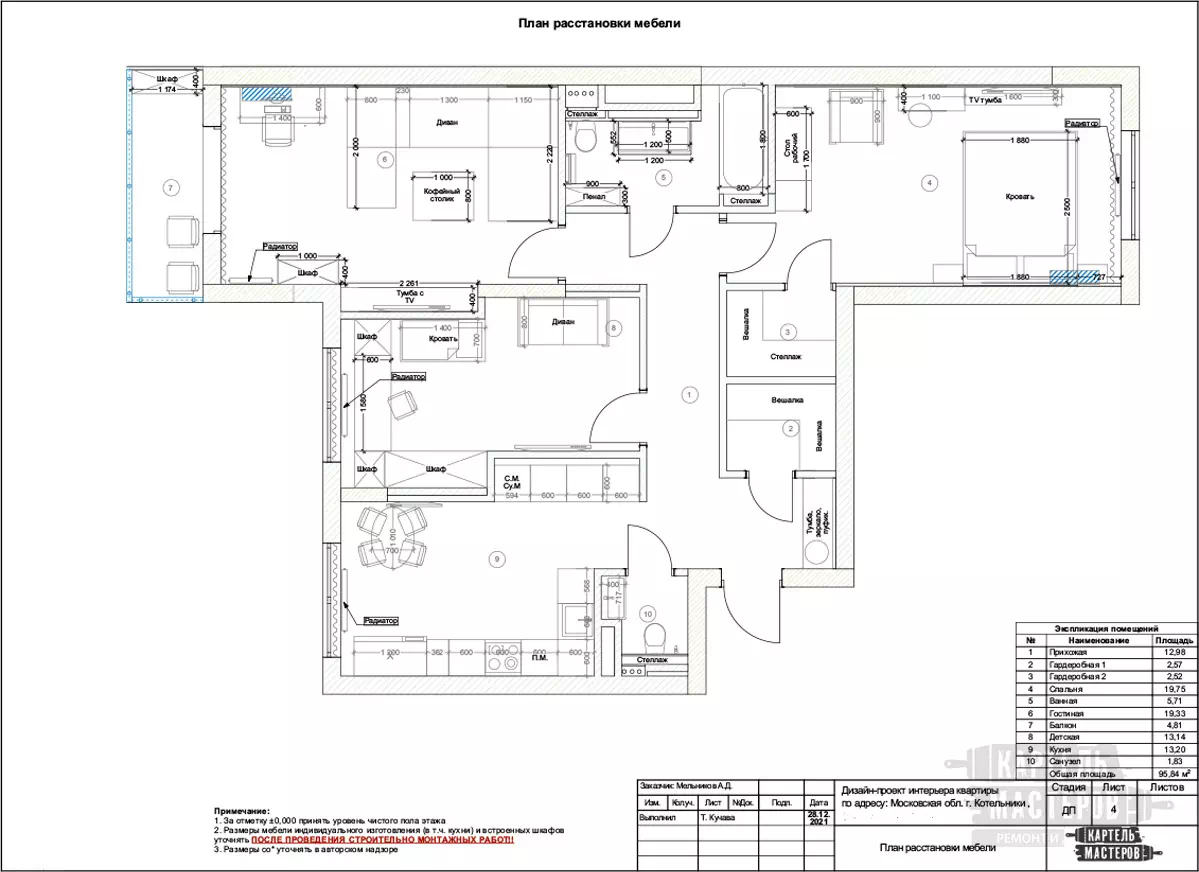 План расстановки мебели
Шкаф
400
1 174
7
600
1 400
230
800
1 300
1 150
Диван
2 000
6
2 220
1 000
Кофейный
столик
800
Радиатор
1 000
Шкаф
400
2 261
Тумба с
TV
400
Стеллаж
552
500
1 200
1 200
1 800
900
Пенал
300
5
800
Стеллаж
600
Стол
рабочий
1 700
900
900
400
1 100
TV тумба
1 600
300
Радиатор
1 880
4
Кровать
2 500
1 880
727
Шкаф
600
1 400
Кровать
700
800
Диван
8
Радиатор
1 580
Шкаф
Шкаф
Вешалка
3
Стеллаж
1
Вешалка
2
Вешалка
С.М.
Су.М
594
600
600
600
600
Тумба,
зеркало,
пуфик.
1 010
700
9
Радиатор
568
600
600
400
717
10
Стеллаж
1 200
362
600
600
600
П.М.
Экспликация помещений
№ Наименование Площадь
1 Прихожая 12,98
2 Гардеробная 1 2,57
3 Гардеробная 2 2,52
4 Спальня 19,75
5 Ванная 5,71
6 Гостиная 19,33
7 Балкон 4,81
8 Детская 13,14
9 Кухня 13,20
10 Санузел 1,83
Общая площадь 95,84 м²
Заказчик: Мельников А.Д.
Изм. Кол.уч. Лист №Док. Подп. Дата
Выполнил Т. Кучава 28.12.2021
Дизайн-проект интерьера квартиры
по адресу: Московская обл. г. Котельники ,
План расстановки мебели
Стадия Лист Листов
ДП 4
КАРТЕЛЬ
МАСТЕРОВ
РЕМОНТ И
КАРТЕЛЬ
МАСТЕРОВ
Примечание:
1. За отметку ±0,000 принять уровень чистого пола этажа
2. Размеры мебели индивидуального изготовления (в т.ч. кухни) и встроенных шкафов
уточнять ПОСЛЕ ПРОВЕДЕНИЯ СТРОИТЕЛЬНО МОНТАЖНЫХ РАБОТ!!
3. Размеры со* уточнять в авторском надзоре